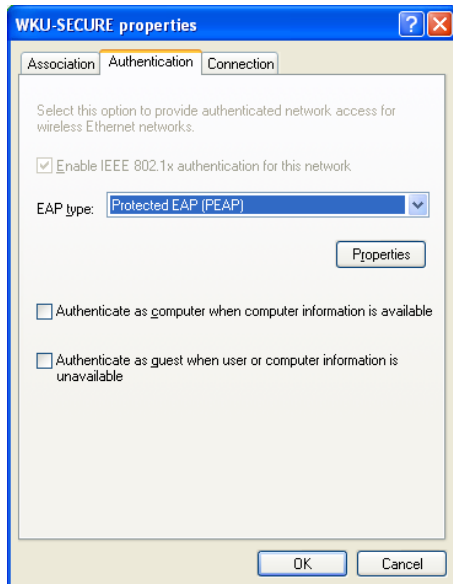 WKU-SECURE properties
Association Authentication Connection
Select this option to provide authenticated network access for
wireless Ethernet networks.
Enable IEEE 802.1x authentication for this network
EAP type: Protected EAP (PEAP)
Properties
Authenticate as computer when computer information is available
Authenticate as guest when user or computer information is
unavailable
OK Cancel